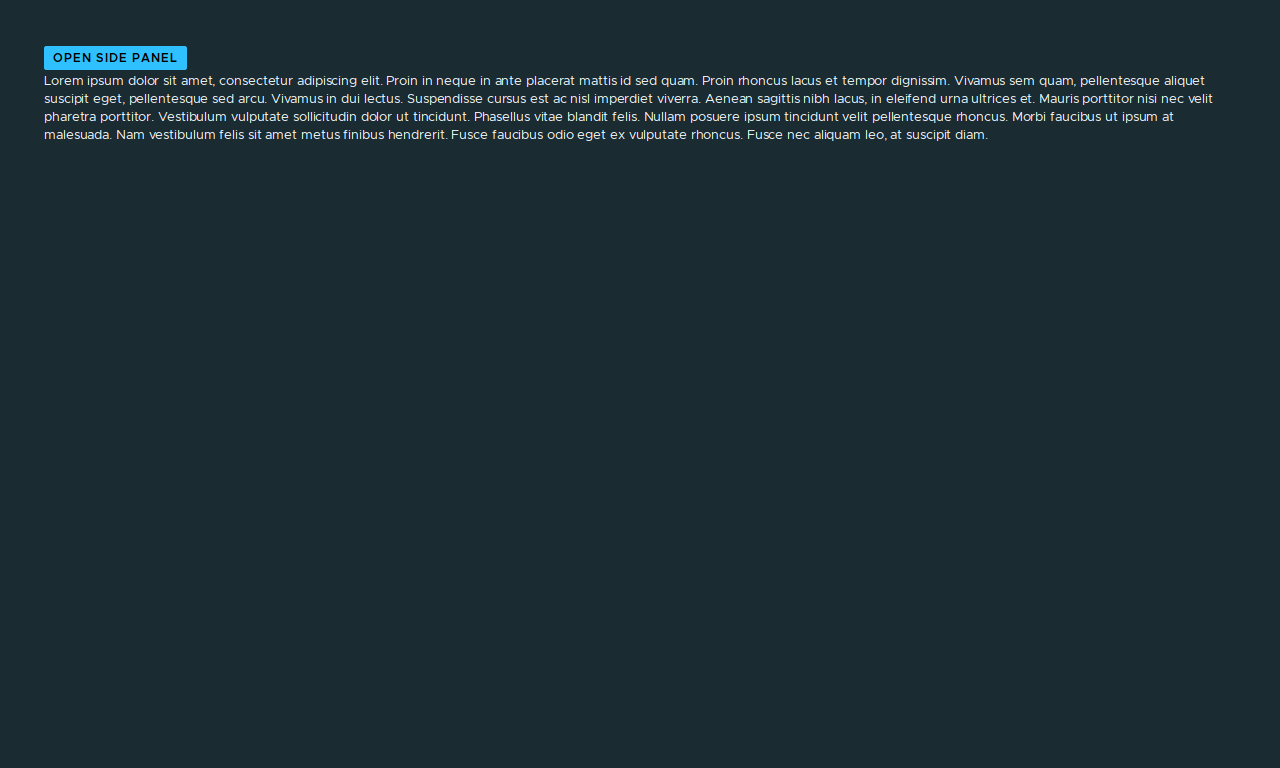 OPEN SIDE PANEL
Lorem ipsum dolor sit amet, consectetur adipiscing elit. Proin in neque in ante placerat mattis id sed quam. Proin rhoncus lacus et tempor dignissim. Vivamus sem quam, pellentesque aliquet
suscipit eget, pellentesque sed arcu. Vivamus in dui lectus. Suspendisse cursus est ac nisl imperdiet viverra. Aenean sagittis nibh lacus, in eleifend urna ultrices et. Mauris porttitor nisi nec velit
pharetra porttitor. Vestibulum vulputate sollicitudin dolor ut tincidunt. Phasellus vitae blandit felis. Nullam posuere ipsum tincidunt velit pellentesque rhoncus. Morbi faucibus ut ipsum at
malesuada. Nam vestibulum felis sit amet metus finibus hendrerit. Fusce faucibus odio eget ex vulputate rhoncus. Fusce nec aliquam leo, at suscipit diam.